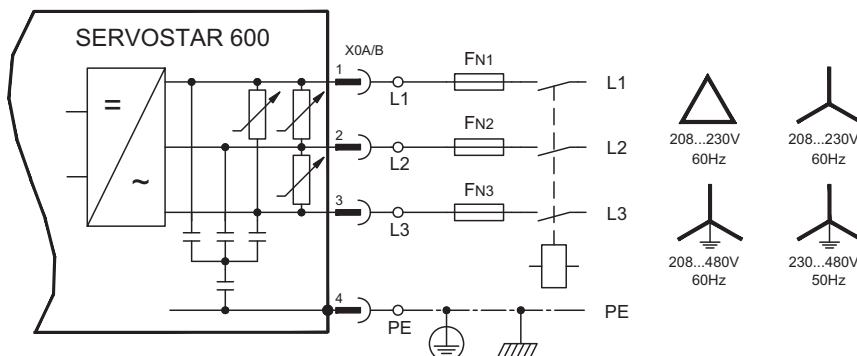 SERVOSTAR 600
X0A/B
=
~
1
L1
FN1
L1
2
L2
FN2
L2
3
L3
FN3
L3
4
PE
PE
208...230V
60Hz
208...230V
60Hz
208...480V
60Hz
230...480V
50Hz